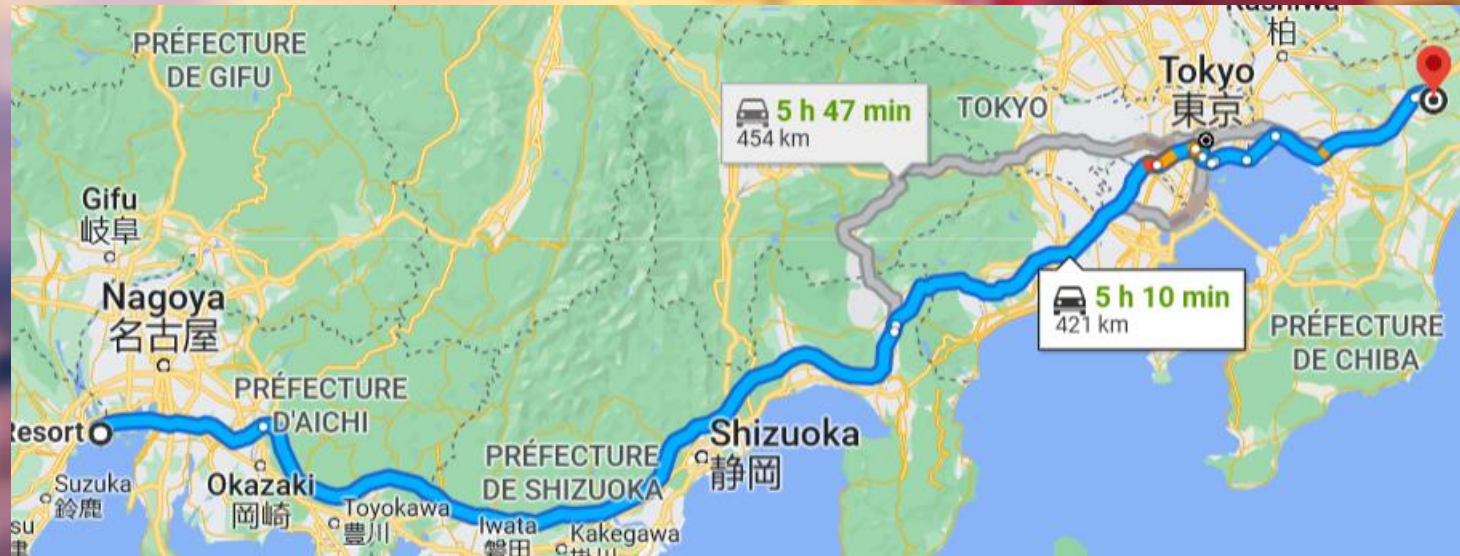 PRÉFECTURE
DE GIFU
柏
Tokyo
東京
TOKYO
5 h 47 min
454 km
Gifu
岐阜
Nagoya
名古屋
5 h 10 min
421 km
PRÉFECTURE
DE CHIBA
PRÉFECTURE
D'AICHI
Resort
Shizuoka
静岡
PRÉFECTURE
DE SHIZUOKA
Suzuka
鈴鹿
Okazaki
岡崎
Toyokawa
豊川
Iwata
磐田
Kakegawa